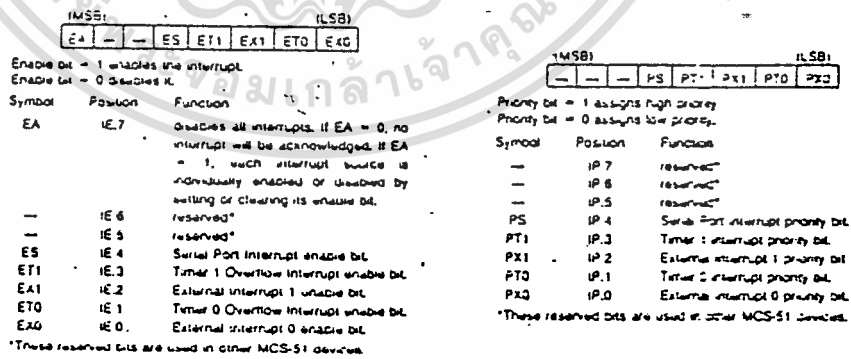 (MSB) (LSB)
EA — — ES ET1 EX1 ET0 EX0
Enable bit = 1 enables the interrupt.
Enable bit = 0 disables it.
Symbol Position Function
EA IE.7 disables all interrupts. If EA = 0, no
interrupt will be acknowledged. If EA
= 1, each interrupt source is
individually enabled or disabled by
setting or clearing its enable bit.
— IE.6 reserved*
— IE.5 reserved*
ES IE.4 Serial Port Interrupt enable bit.
ET1 IE.3 Timer 1 Overflow Interrupt enable bit.
EX1 IE.2 External Interrupt 1 enable bit.
ET0 IE.1 Timer 0 Overflow Interrupt enable bit.
EX0 IE.0. External Interrupt 0 enable bit.
*These reserved bits are used in other MCS-51 devices.
(MSB) (LSB)
— — — PS PT1 PX1 PT0 PX0
Priority bit = 1 assigns high priority
Priority bit = 0 assigns low priority.
Symbol Position Function
— IP.7 reserved*
— IP.6 reserved*
— IP.5 reserved*
PS IP.4 Serial Port interrupt priority bit.
PT1 IP.3 Timer 1 interrupt priority bit.
PX1 IP.2 External interrupt 1 priority bit.
PT0 IP.1 Timer 0 interrupt priority bit.
PX0 IP.0 External interrupt 0 priority bit.
*These reserved bits are used in other MCS-51 devices.